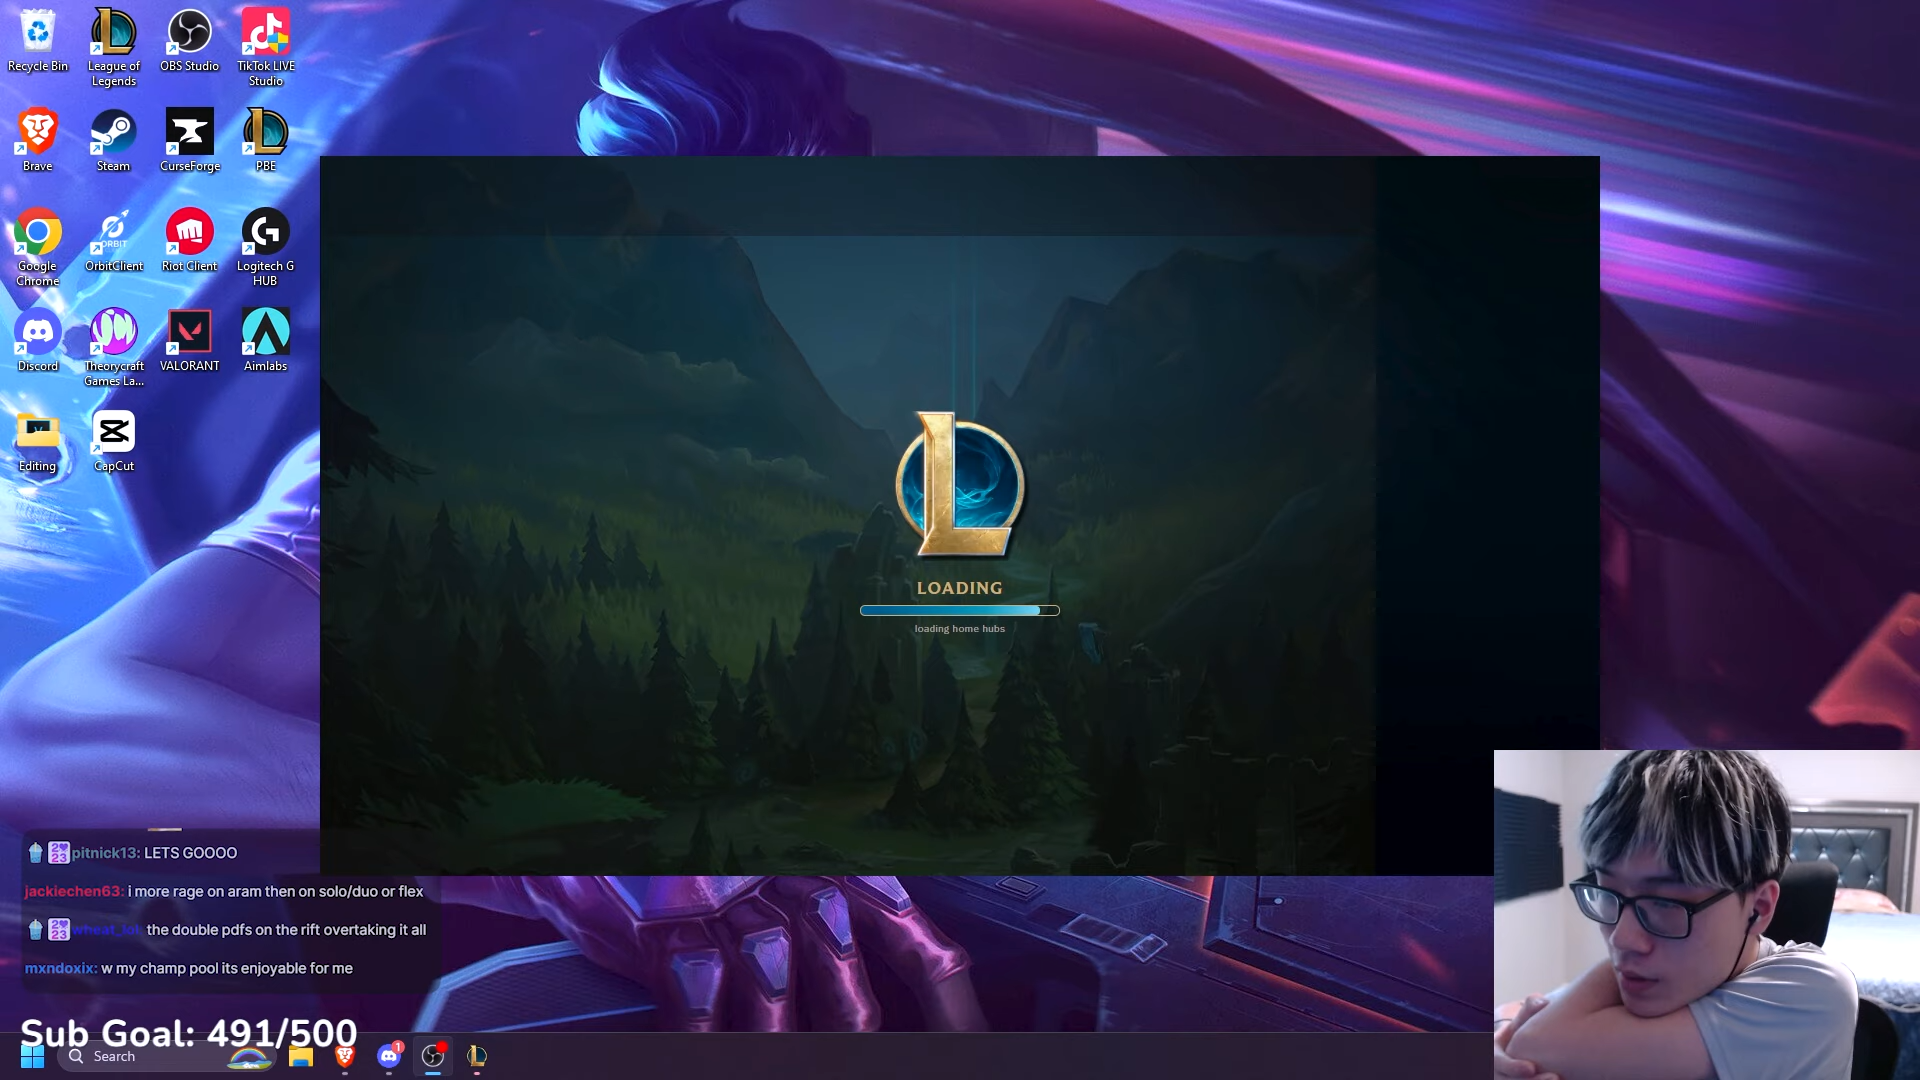 Recycle Bin
League of
Legends
OBS Studio
TikTok LIVE
Studio
Brave
Steam
CurseForge
PBE
Google
Chrome
ORBIT
OrbitClient
Riot Client
Logitech G
HUB
Discord
Theorycraft
Games La...
VALORANT
Aimlabs
Editing
CapCut
LOADING
loading home hubs
pitnick13: LETS GOOOO
jackiechen63: i more rage on aram then on solo/duo or flex
wheat_lol: the double pdfs on the rift overtaking it all
mxndoxix: w my champ pool its enjoyable for me
Sub Goal: 491/500
Search
1